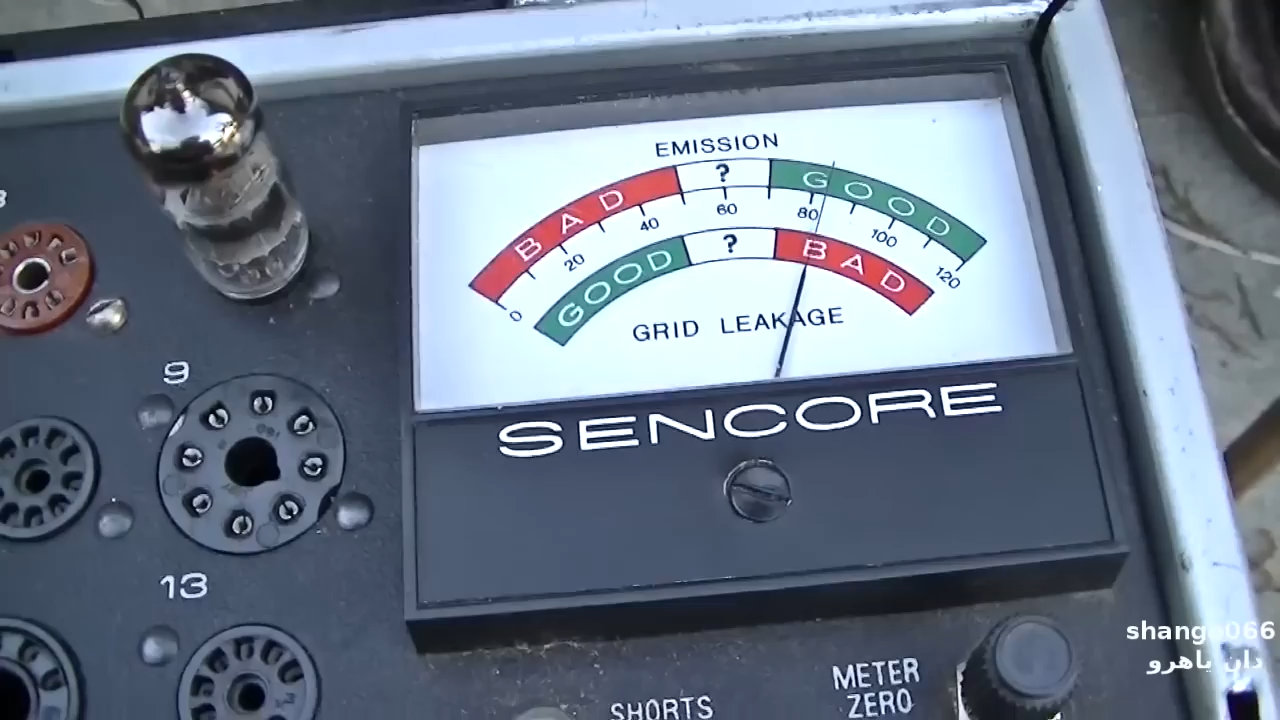 EMISSION
BAD ? GOOD
0 20 40 60 80 100 120
GOOD ? BAD
GRID LEAKAGE
SENCORE
9
13
SHORTS
METER
ZERO
shango066
دان یاهرو